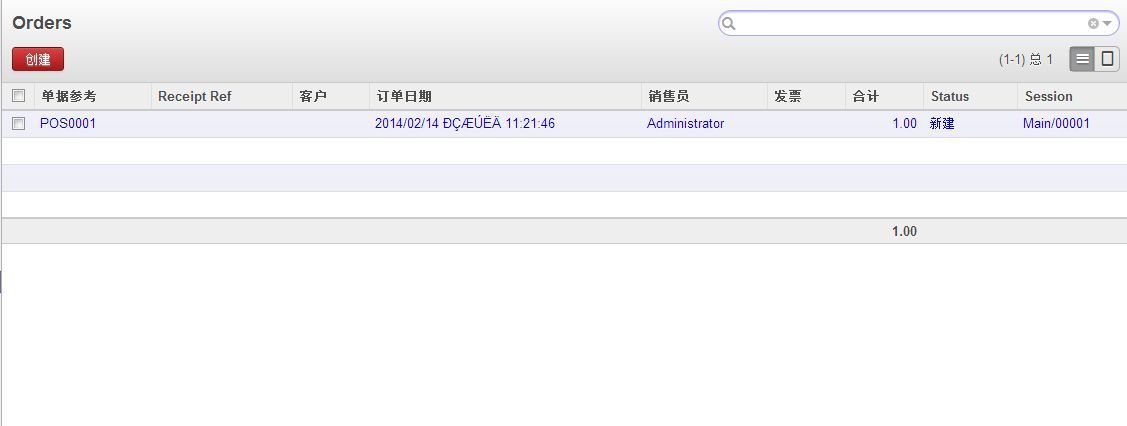 Orders
创建
(1-1) 总 1
单据参考 Receipt Ref 客户 订单日期 销售员 发票 合计 Status Session
POS0001 2014/02/14 ÐÇÆÚËÄ 11:21:46 Administrator 1.00 新建 Main/00001
1.00